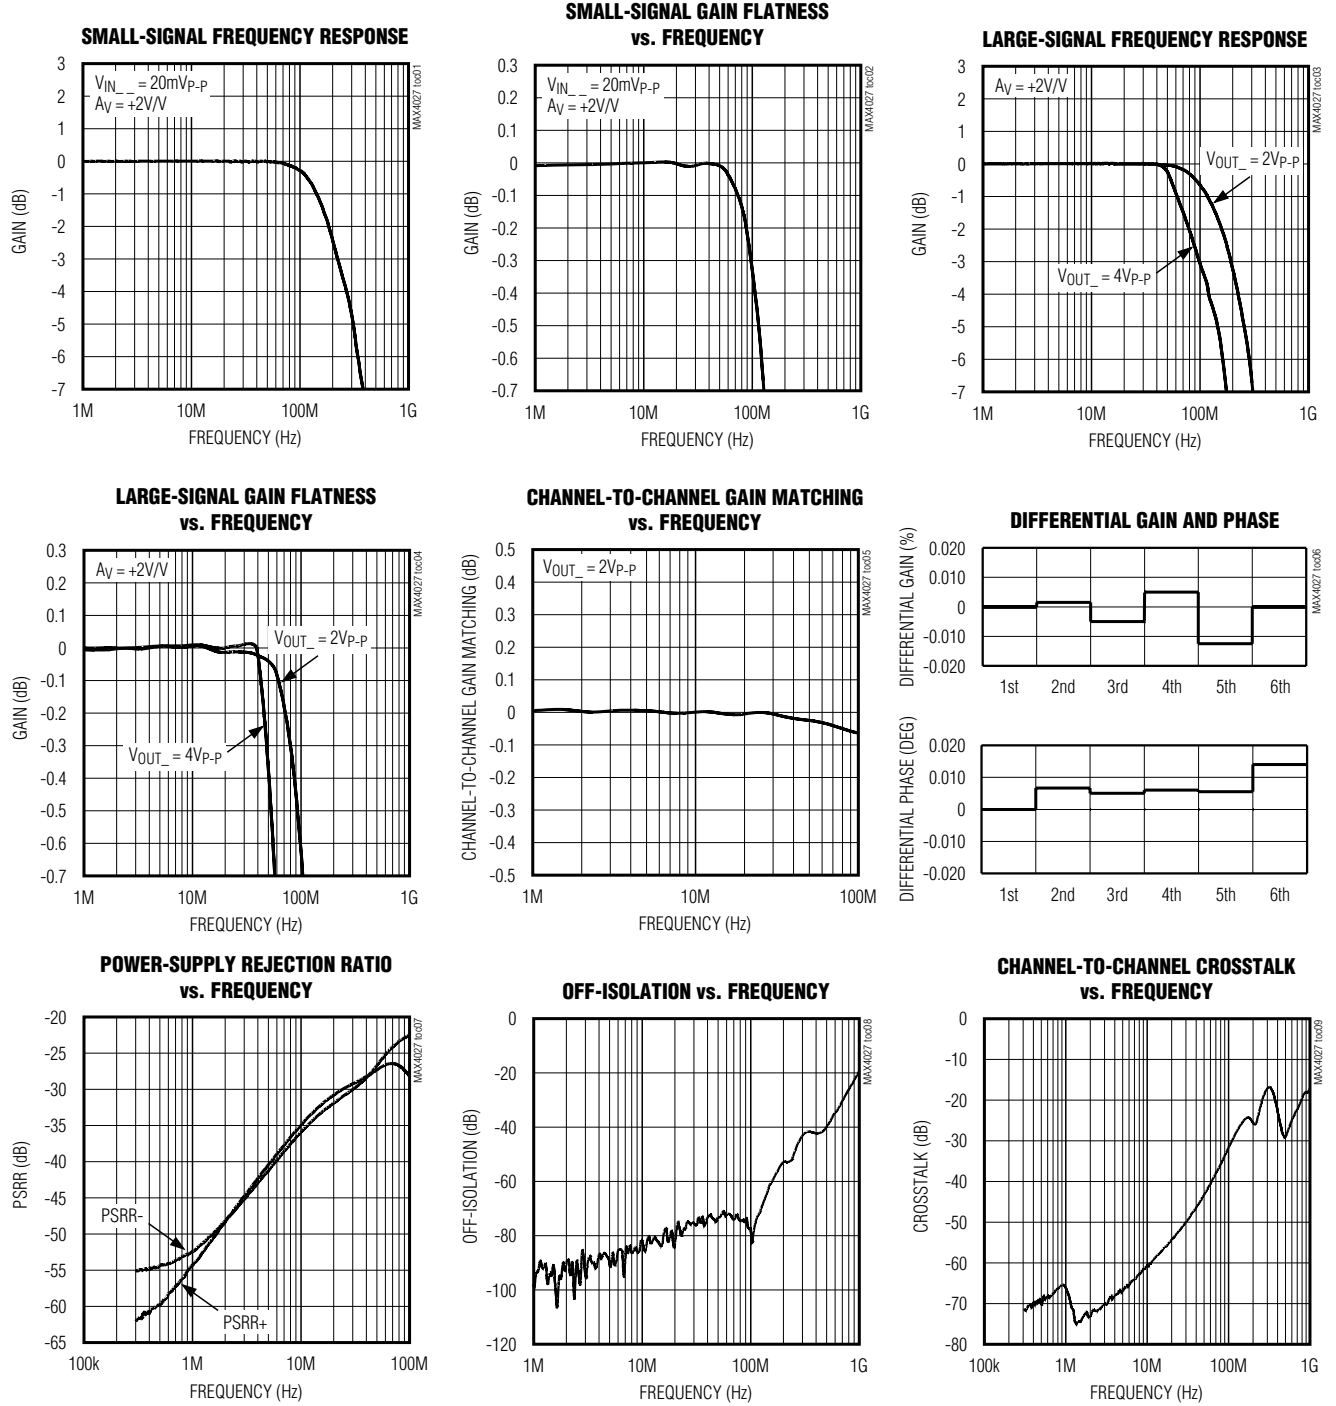 SMALL-SIGNAL FREQUENCY RESPONSE
3
2
1
0
-1
-2
-3
-4
-5
-6
-7
GAIN (dB)
VIN_ _ = 20mVP-P
AV = +2V/V
MAX4027 toc01
1M 10M 100M 1G
FREQUENCY (Hz)
SMALL-SIGNAL GAIN FLATNESS
vs. FREQUENCY
0.3
0.2
0.1
0
-0.1
-0.2
-0.3
-0.4
-0.5
-0.6
-0.7
GAIN (dB)
VIN_ _ = 20mVP-P
AV = +2V/V
MAX4027 toc02
1M 10M 100M 1G
FREQUENCY (Hz)
LARGE-SIGNAL FREQUENCY RESPONSE
3
2
1
0
-1
-2
-3
-4
-5
-6
-7
GAIN (dB)
AV = +2V/V
VOUT_ = 2VP-P
VOUT_ = 4VP-P
MAX4027 toc03
1M 10M 100M 1G
FREQUENCY (Hz)
LARGE-SIGNAL GAIN FLATNESS
vs. FREQUENCY
0.3
0.2
0.1
0
-0.1
-0.2
-0.3
-0.4
-0.5
-0.6
-0.7
GAIN (dB)
AV = +2V/V
VOUT_ = 2VP-P
VOUT_ = 4VP-P
MAX4027 toc04
1M 10M 100M 1G
FREQUENCY (Hz)
CHANNEL-TO-CHANNEL GAIN MATCHING
vs. FREQUENCY
0.5
0.4
0.3
0.2
0.1
0
-0.1
-0.2
-0.3
-0.4
-0.5
CHANNEL-TO-CHANNEL GAIN MATCHING (dB)
VOUT_ = 2VP-P
MAX4027 toc05
1M 10M 100M
FREQUENCY (Hz)
DIFFERENTIAL GAIN AND PHASE
0.020
0.010
0
-0.010
-0.020
DIFFERENTIAL GAIN (%)
MAX4027 toc06
1st 2nd 3rd 4th 5th 6th
0.020
0.010
0
-0.010
-0.020
DIFFERENTIAL PHASE (DEG)
1st 2nd 3rd 4th 5th 6th
POWER-SUPPLY REJECTION RATIO
vs. FREQUENCY
-20
-25
-30
-35
-40
-45
-50
-55
-60
-65
PSRR (dB)
PSRR-
PSRR+
MAX4027 toc07
100k 1M 10M 100M
FREQUENCY (Hz)
OFF-ISOLATION vs. FREQUENCY
0
-20
-40
-60
-80
-100
-120
OFF-ISOLATION (dB)
MAX4027 toc08
1M 10M 100M 1G
FREQUENCY (Hz)
CHANNEL-TO-CHANNEL CROSSTALK
vs. FREQUENCY
0
-10
-20
-30
-40
-50
-60
-70
-80
CROSSTALK (dB)
MAX4027 toc09
100k 1M 10M 100M 1G
FREQUENCY (Hz)